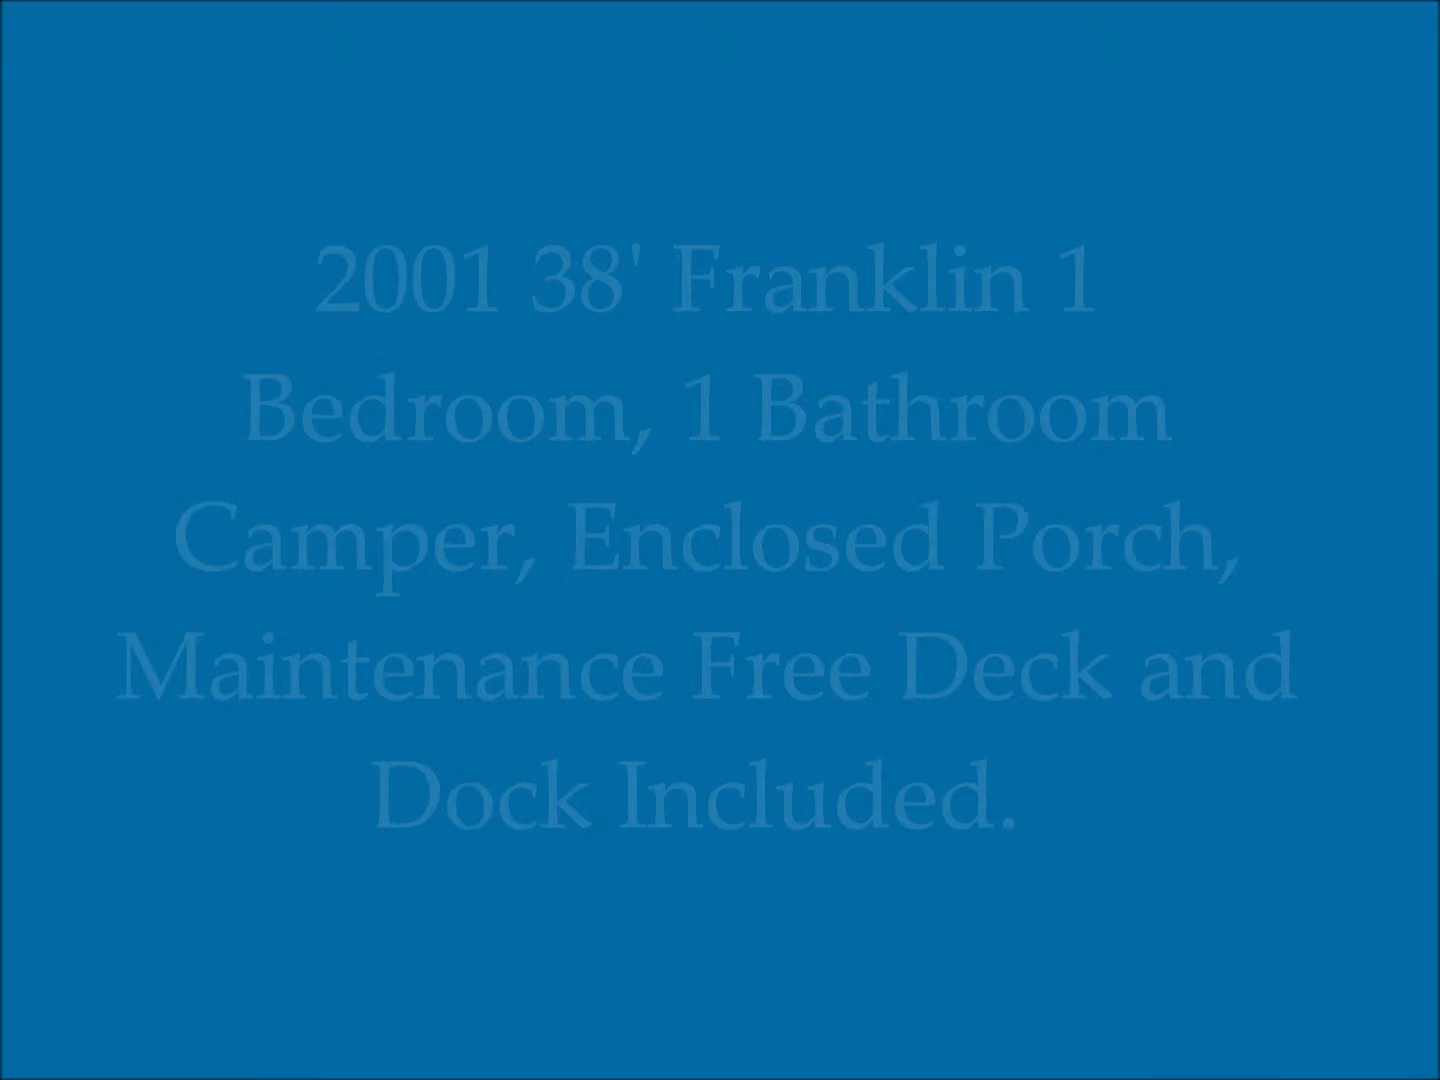 2001 38' Franklin 1
Bedroom, 1 Bathroom
Camper, Enclosed Porch,
Maintenance Free Deck and
Dock Included.